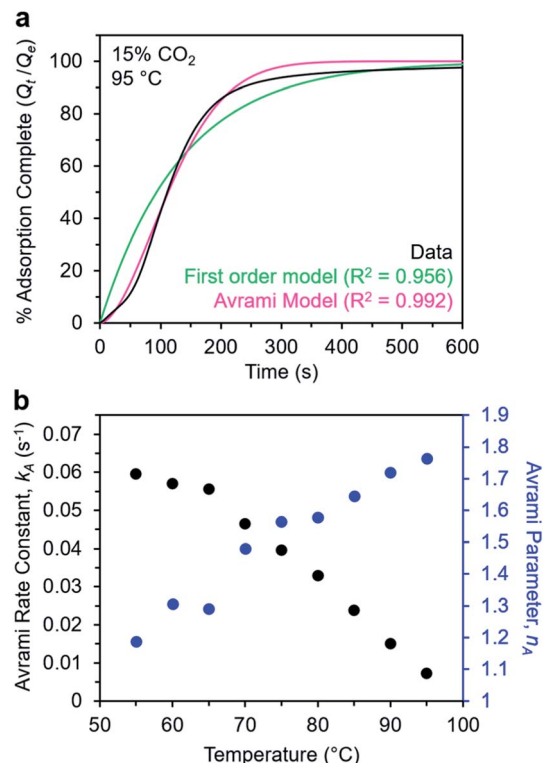 a
% Adsorption Complete (Qt/Qe)
100
80
60
40
20
0
15% CO2
95 °C
Data
First order model (R² = 0.956)
Avrami Model (R² = 0.992)
0 100 200 300 400 500 600
Time (s)
b
Avrami Rate Constant, kA (s⁻¹)
0.07
0.06
0.05
0.04
0.03
0.02
0.01
0
1.9
1.8
1.7
1.6
1.5
1.4
1.3
1.2
1.1
1
Avrami Parameter, nA
50 60 70 80 90 100
Temperature (°C)